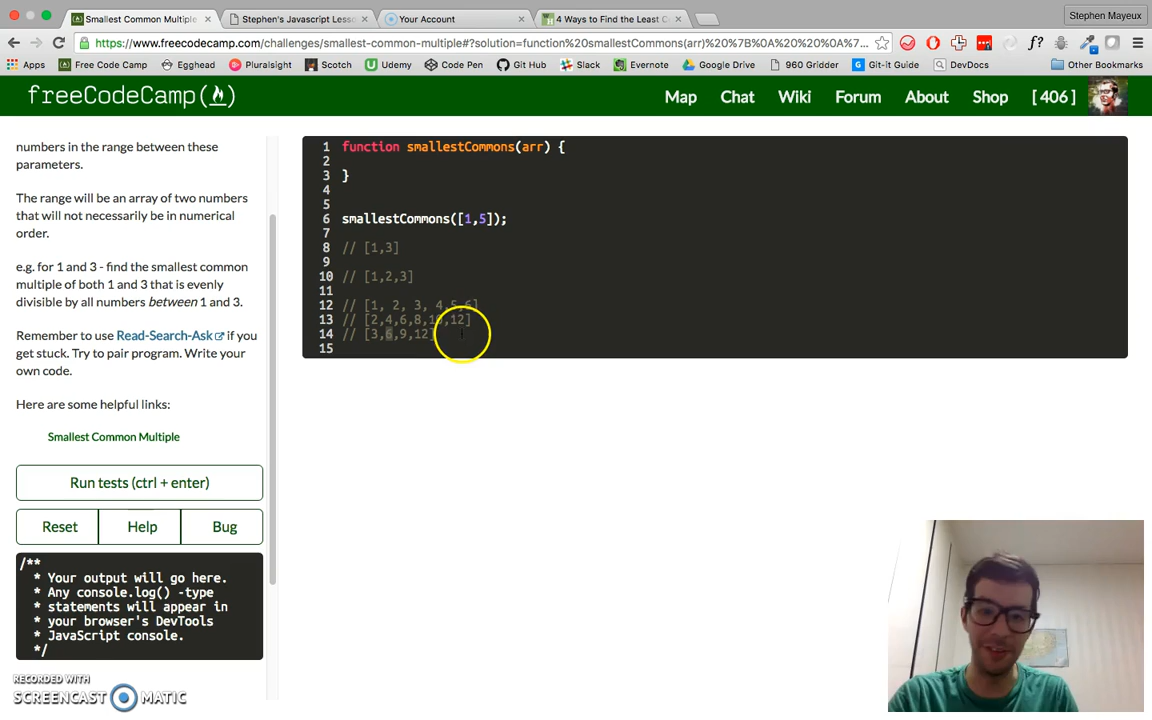 Stephen Mayeux
Smallest Common Multiple
Stephen's Javascript Lesso
Your Account
4 Ways to Find the Least C
https://www.freecodecamp.com/challenges/smallest-common-multiple#?solution=function%20smallestCommons(arr)%20%7B%0A%20%20%0A%7...
f?
Apps
Free Code Camp
Egghead
Pluralsight
Scotch
Udemy
Code Pen
Git Hub
Slack
Evernote
Google Drive
960 Gridder
Git-it Guide
DevDocs
Other Bookmarks
freeCodeCamp
Map
Chat
Wiki
Forum
About
Shop
[ 406 ]
numbers in the range between these
parameters.
The range will be an array of two numbers
that will not necessarily be in numerical
order.
e.g. for 1 and 3 - find the smallest common
multiple of both 1 and 3 that is evenly
divisible by all numbers between 1 and 3.
Remember to use Read-Search-Ask if you
get stuck. Try to pair program. Write your
own code.
Here are some helpful links:
Smallest Common Multiple
Run tests (ctrl + enter)
Reset
Help
Bug
/**
* Your output will go here.
* Any console.log() -type
* statements will appear in
* your browser's DevTools
* JavaScript console.
*/
1 function smallestCommons(arr) {
2
3 }
4
5
6 smallestCommons([1,5]);
7
8 // [1,3]
9
10 // [1,2,3]
11
12 // [1, 2, 3, 4,5,6]
13 // [2,4,6,8,10,12]
14 // [3,6,9,12]
15
RECORDED WITH
SCREENCAST MATIC